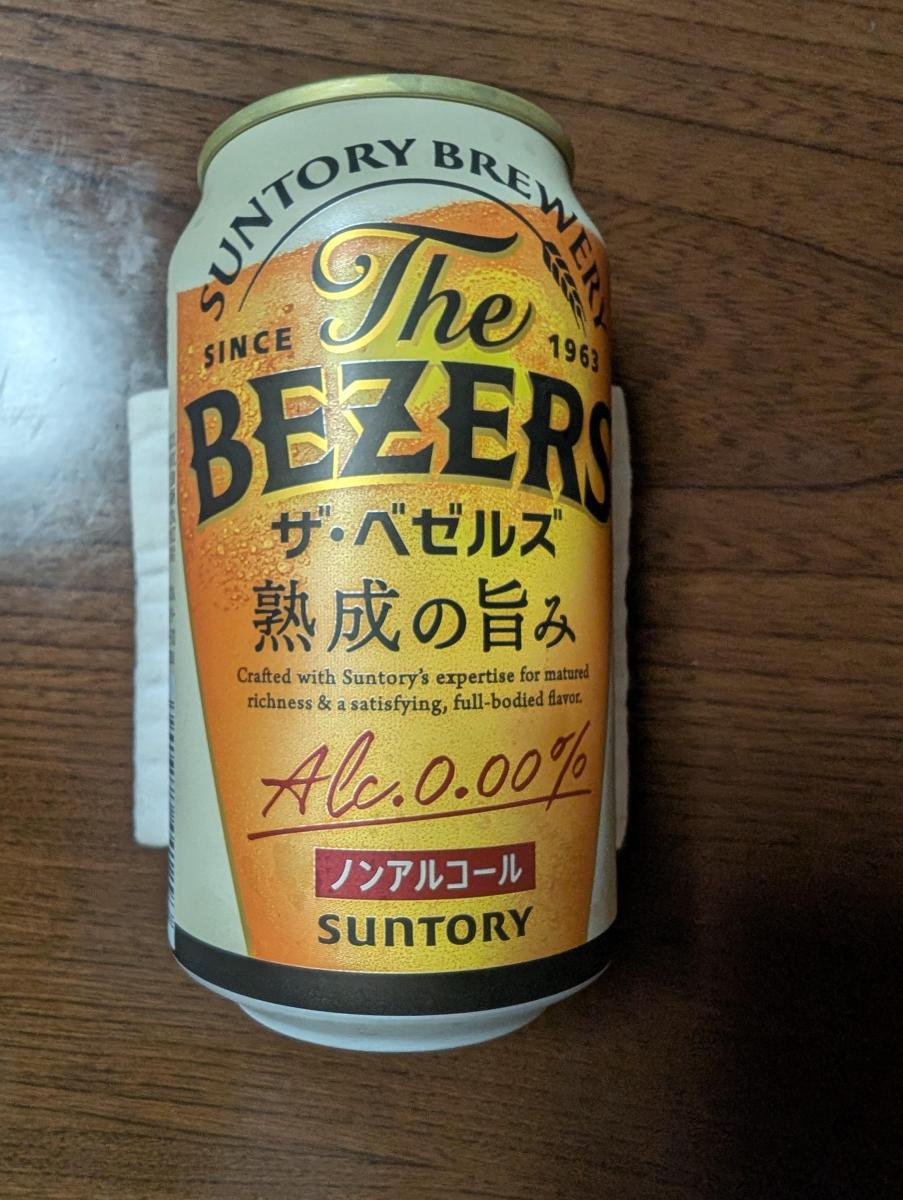 SUNTORY BREWERY
The
SINCE 1963
BEZERS
ザ・ベゼルズ
熟成の旨み
Crafted with Suntory's expertise for matured
richness & a satisfying, full-bodied flavor.
Alc.0.00%
ノンアルコール
SUNTORY